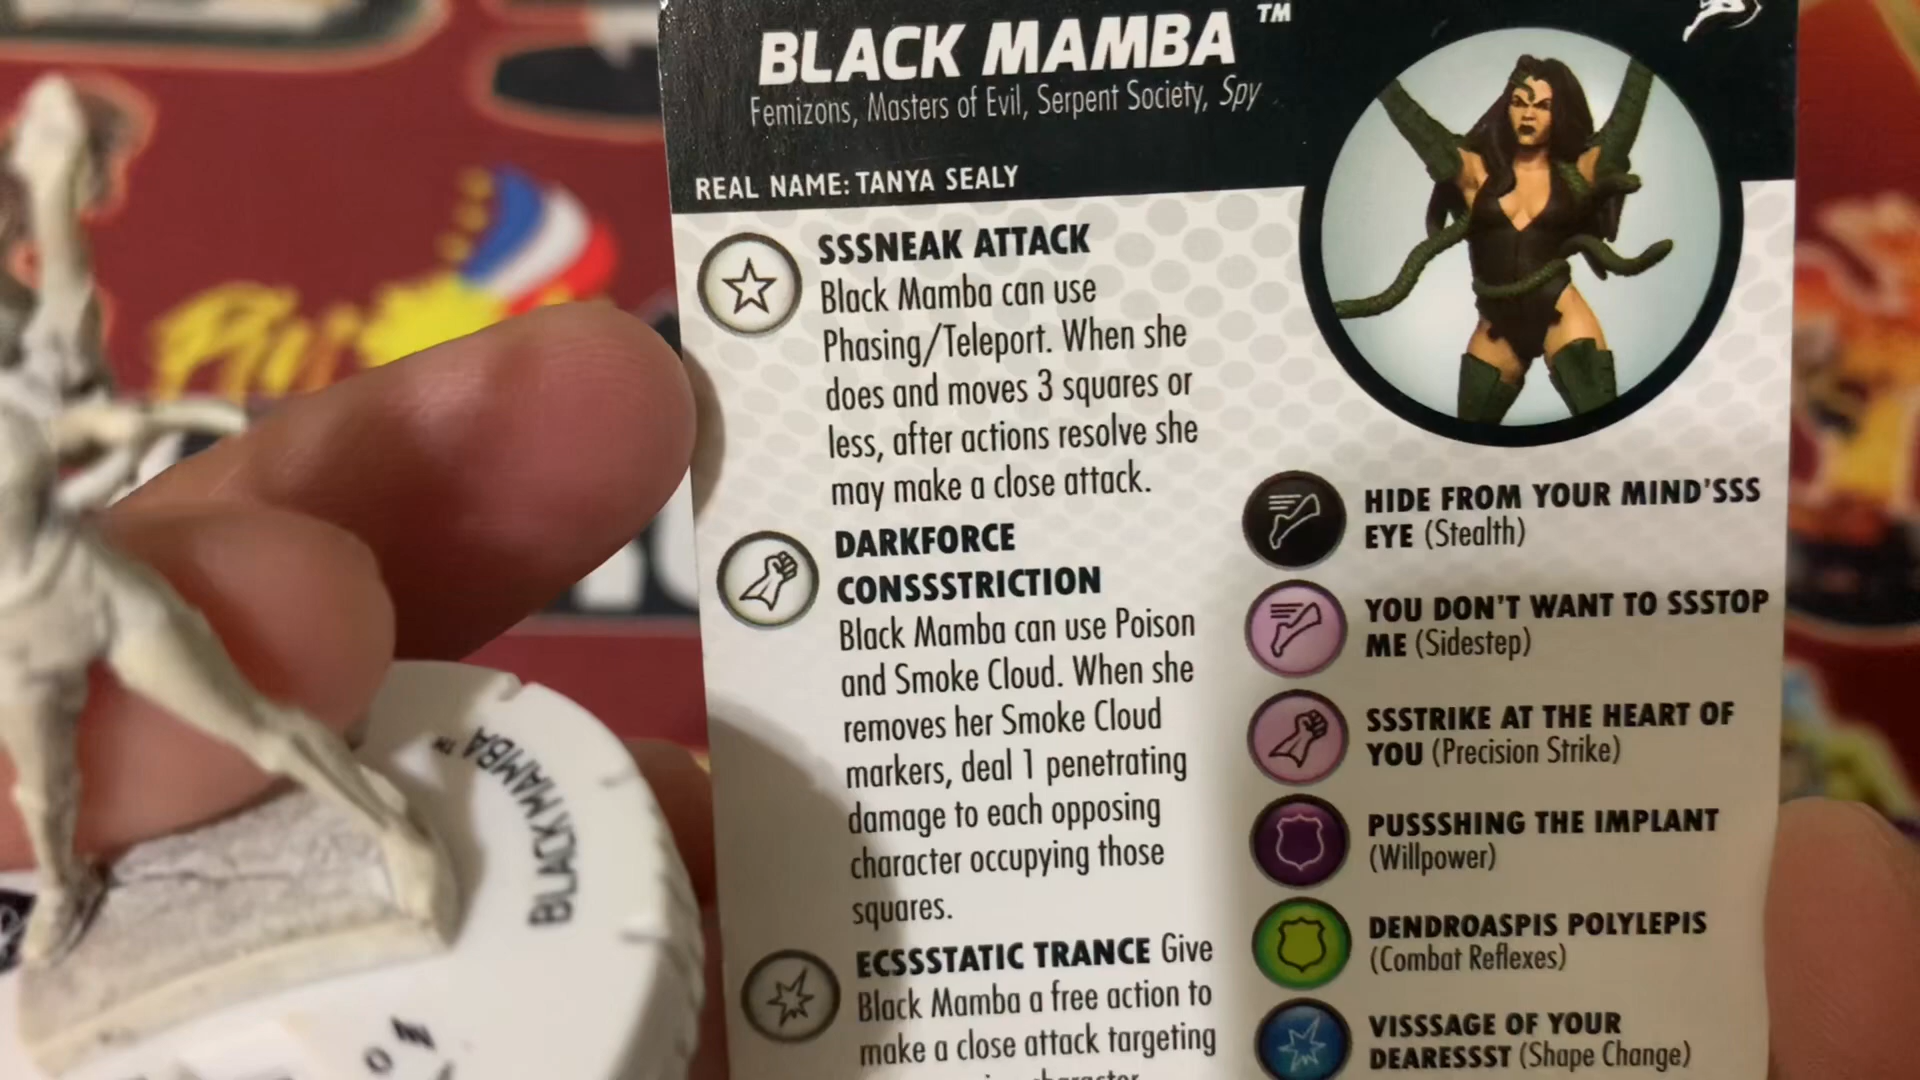 BLACK MAMBA™
Femizons, Masters of Evil, Serpent Society, Spy
REAL NAME: TANYA SEALY
SSSNEAK ATTACK
Black Mamba can use
Phasing/Teleport. When she
does and moves 3 squares or
less, after actions resolve she
may make a close attack.
DARKFORCE
CONSSSTRICTION
Black Mamba can use Poison
and Smoke Cloud. When she
removes her Smoke Cloud
markers, deal 1 penetrating
damage to each opposing
character occupying those
squares.
ECSSSTATIC TRANCE Give
Black Mamba a free action to
make a close attack targeting
character
HIDE FROM YOUR MIND'SSS
EYE (Stealth)
YOU DON'T WANT TO SSSTOP
ME (Sidestep)
SSSTRIKE AT THE HEART OF
YOU (Precision Strike)
PUSSSHING THE IMPLANT
(Willpower)
DENDROASPIS POLYLEPIS
(Combat Reflexes)
VISSSAGE OF YOUR
DEARESSST (Shape Change)
BLACK MAMBA™